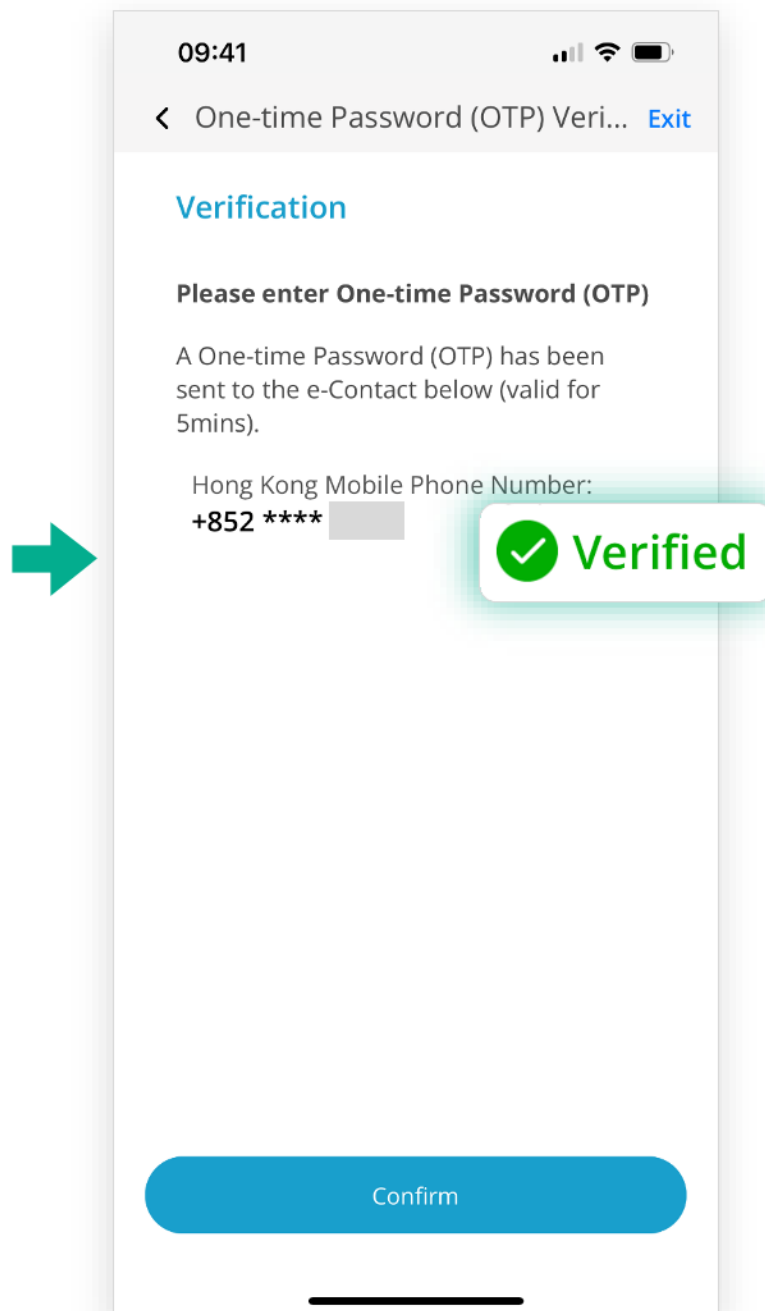 09:41
One-time Password (OTP) Veri... Exit
Verification
Please enter One-time Password (OTP)
A One-time Password (OTP) has been
sent to the e-Contact below (valid for
5mins).
Hong Kong Mobile Phone Number:
+852 ****
Verified
Confirm